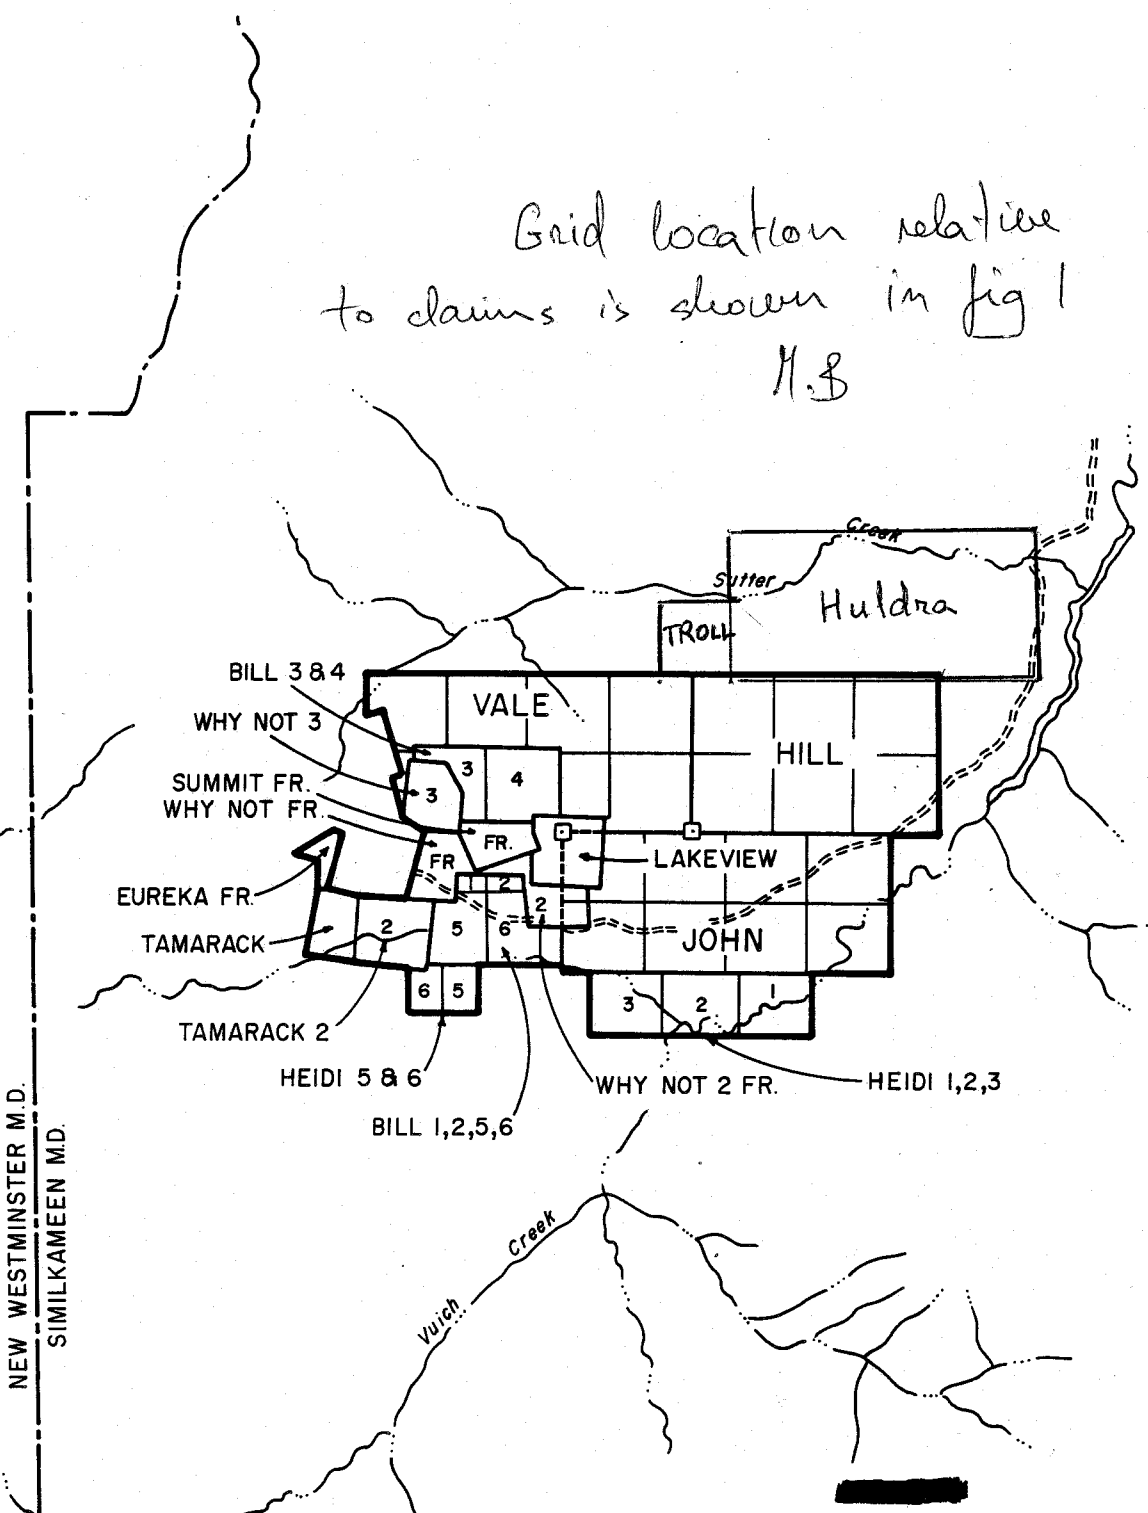 Grid location relative
to claims is shown in fig 1
M.B
Creek
Sutter
Huldra
TROLL
BILL 3 & 4
VALE
WHY NOT 3
HILL
3
4
SUMMIT FR.
3
WHY NOT FR.
FR.
FR
LAKEVIEW
EUREKA FR.
2
2
TAMARACK
2
5
6
JOHN
6
5
3
2
1
TAMARACK 2
HEIDI 5 & 6
WHY NOT 2 FR.
HEIDI 1,2,3
BILL 1,2,5,6
NEW WESTMINSTER M.D.
SIMILKAMEEN M.D.
Vuich Creek